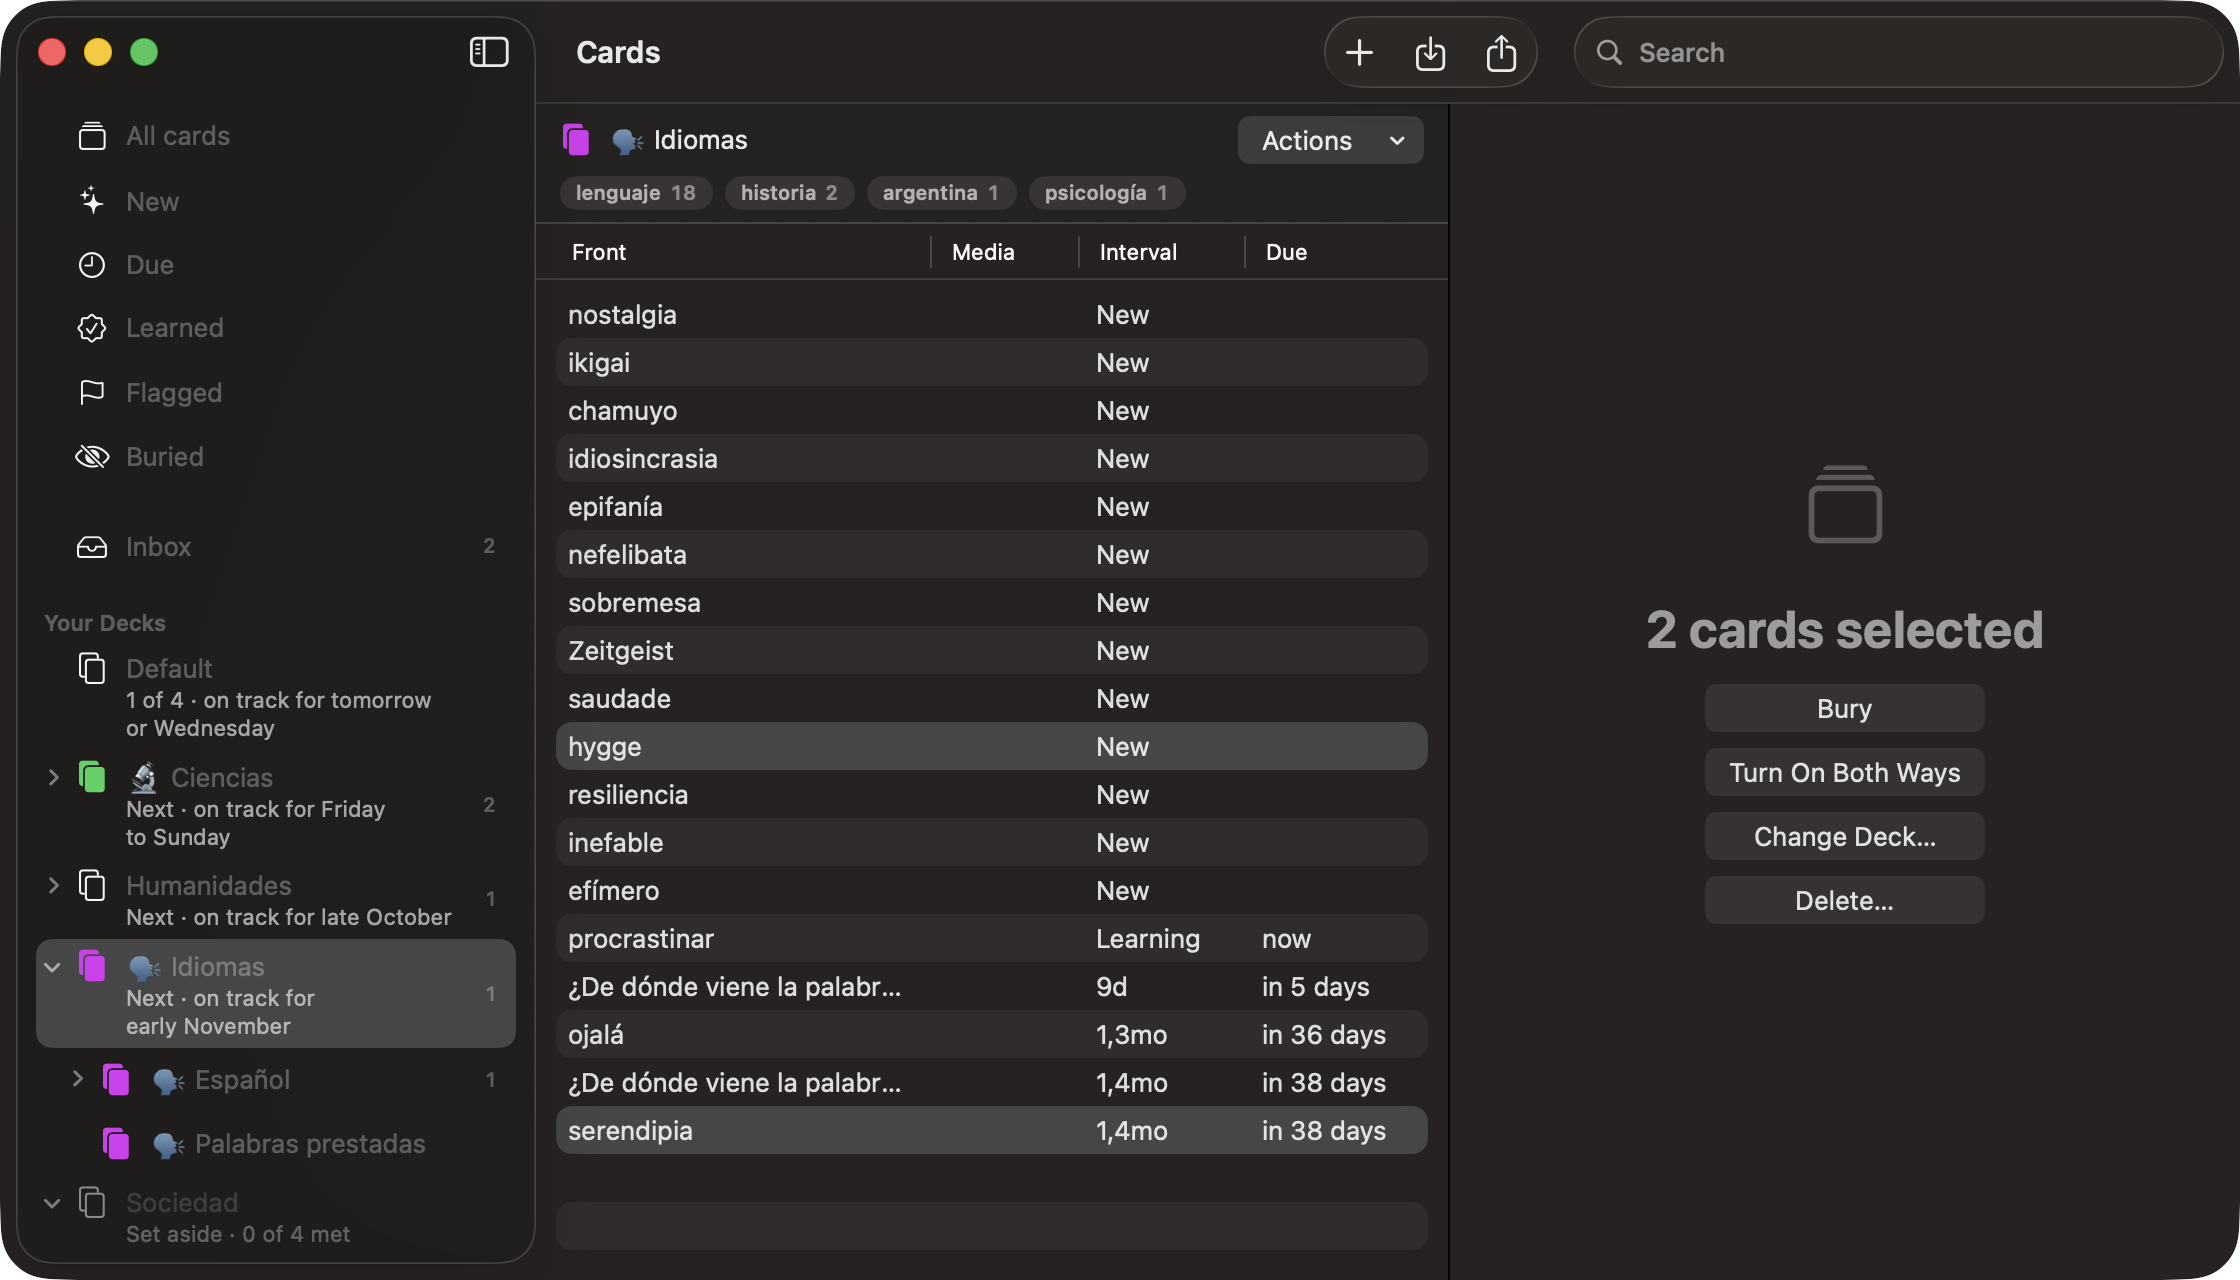 Cards
Search
All cards
New
Due
Learned
Flagged
Buried
Inbox 2
Your Decks
Default
1 of 4 · on track for tomorrow
or Wednesday
Ciencias
Next · on track for Friday
to Sunday
2
Humanidades
Next · on track for late October
1
Idiomas
Next · on track for
early November
1
Español 1
Palabras prestadas
Sociedad
Set aside · 0 of 4 met
Idiomas
Actions
lenguaje 18 historia 2 argentina 1 psicología 1
Front Media Interval Due
nostalgia New
ikigai New
chamuyo New
idiosincrasia New
epifanía New
nefelibata New
sobremesa New
Zeitgeist New
saudade New
hygge New
resiliencia New
inefable New
efímero New
procrastinar Learning now
¿De dónde viene la palabr... 9d in 5 days
ojalá 1,3mo in 36 days
¿De dónde viene la palabr... 1,4mo in 38 days
serendipia 1,4mo in 38 days
2 cards selected
Bury
Turn On Both Ways
Change Deck...
Delete...